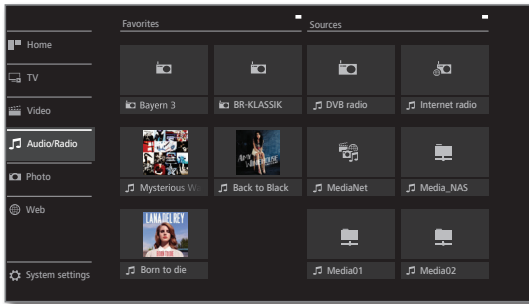 Favorites
Sources
Home
TV
Video
Audio/Radio
Photo
Web
System settings
Bayern 3
BR-KLASSIK
DVB radio
Internet radio
Mysterious
Back to Black
MediaNet
Media_NAS
LANA DEL REY
Born to die
Media01
Media02